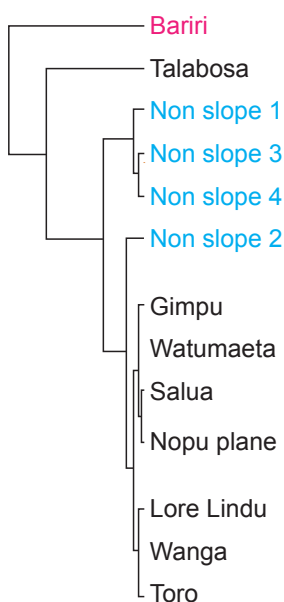 Bariri
Talabosa
Non slope 1
Non slope 3
Non slope 4
Non slope 2
Gimpu
Watumaeta
Salua
Nopu plane
Lore Lindu
Wanga
Toro